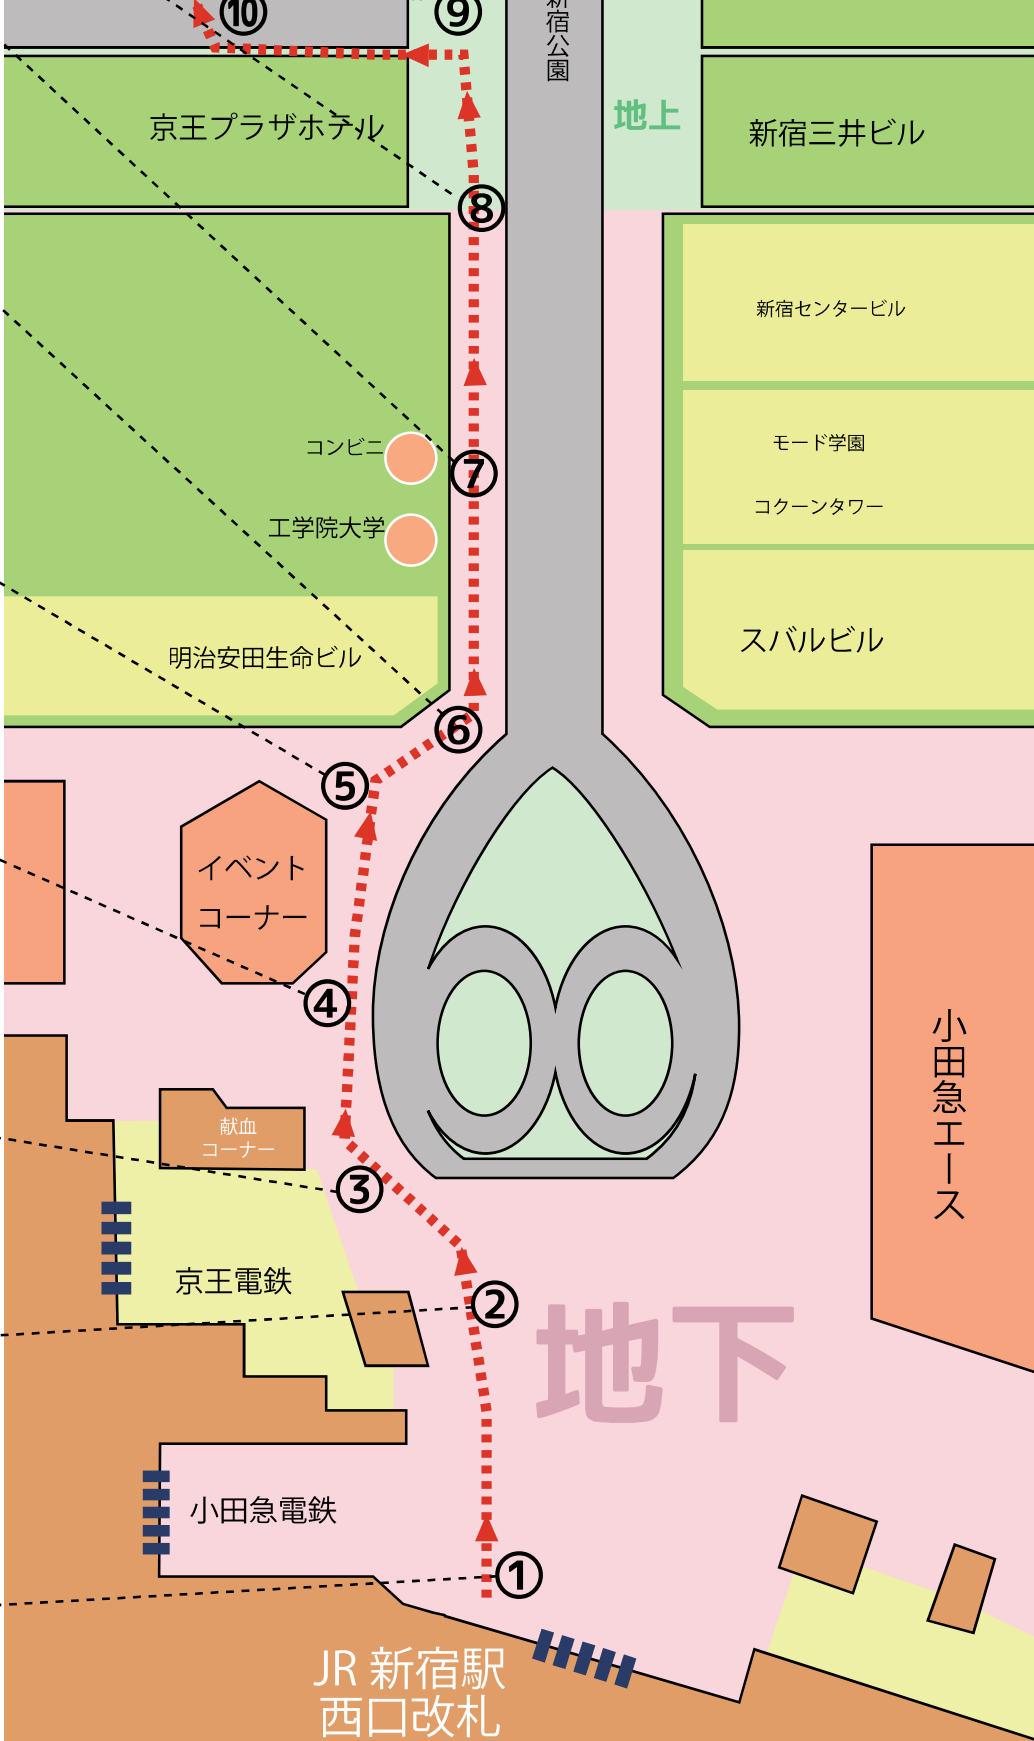 ⑩
⑨
新宿公園
地上
京王プラザホテル
新宿三井ビル
⑧
新宿センタービル
コンビニ
⑦
モード学園
コクーンタワー
工学院大学
スバルビル
明治安田生命ビル
⑥
⑤
イベント
コーナー
④
小田急エース
献血
コーナー
③
京王電鉄
②
地下
小田急電鉄
①
JR 新宿駅
西口改札